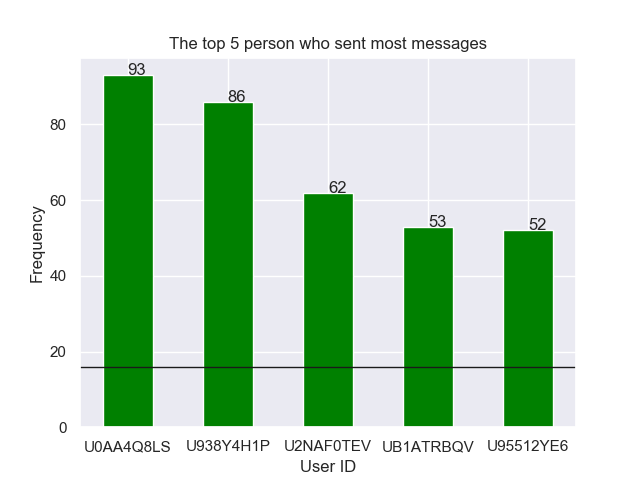 The top 5 person who sent most messages
93
86
62
53
52
80
60
40
20
0
Frequency
U0AA4Q8LS U938Y4H1P U2NAF0TEV UB1ATRBQV U95512YE6
User ID